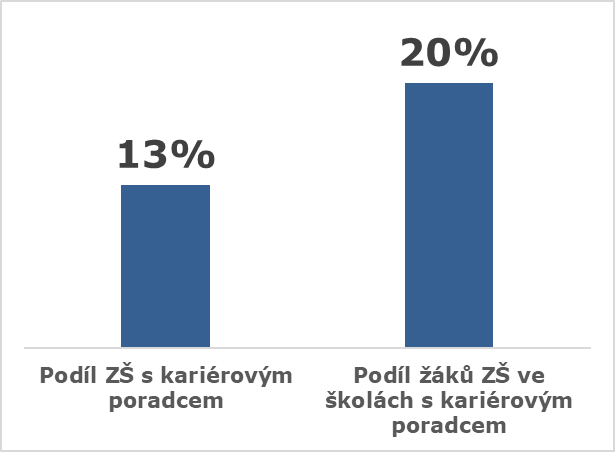 20%
13%
Podíl ZŠ s kariérovým
poradcem
Podíl žáků ZŠ ve
školách s kariérovým
poradcem